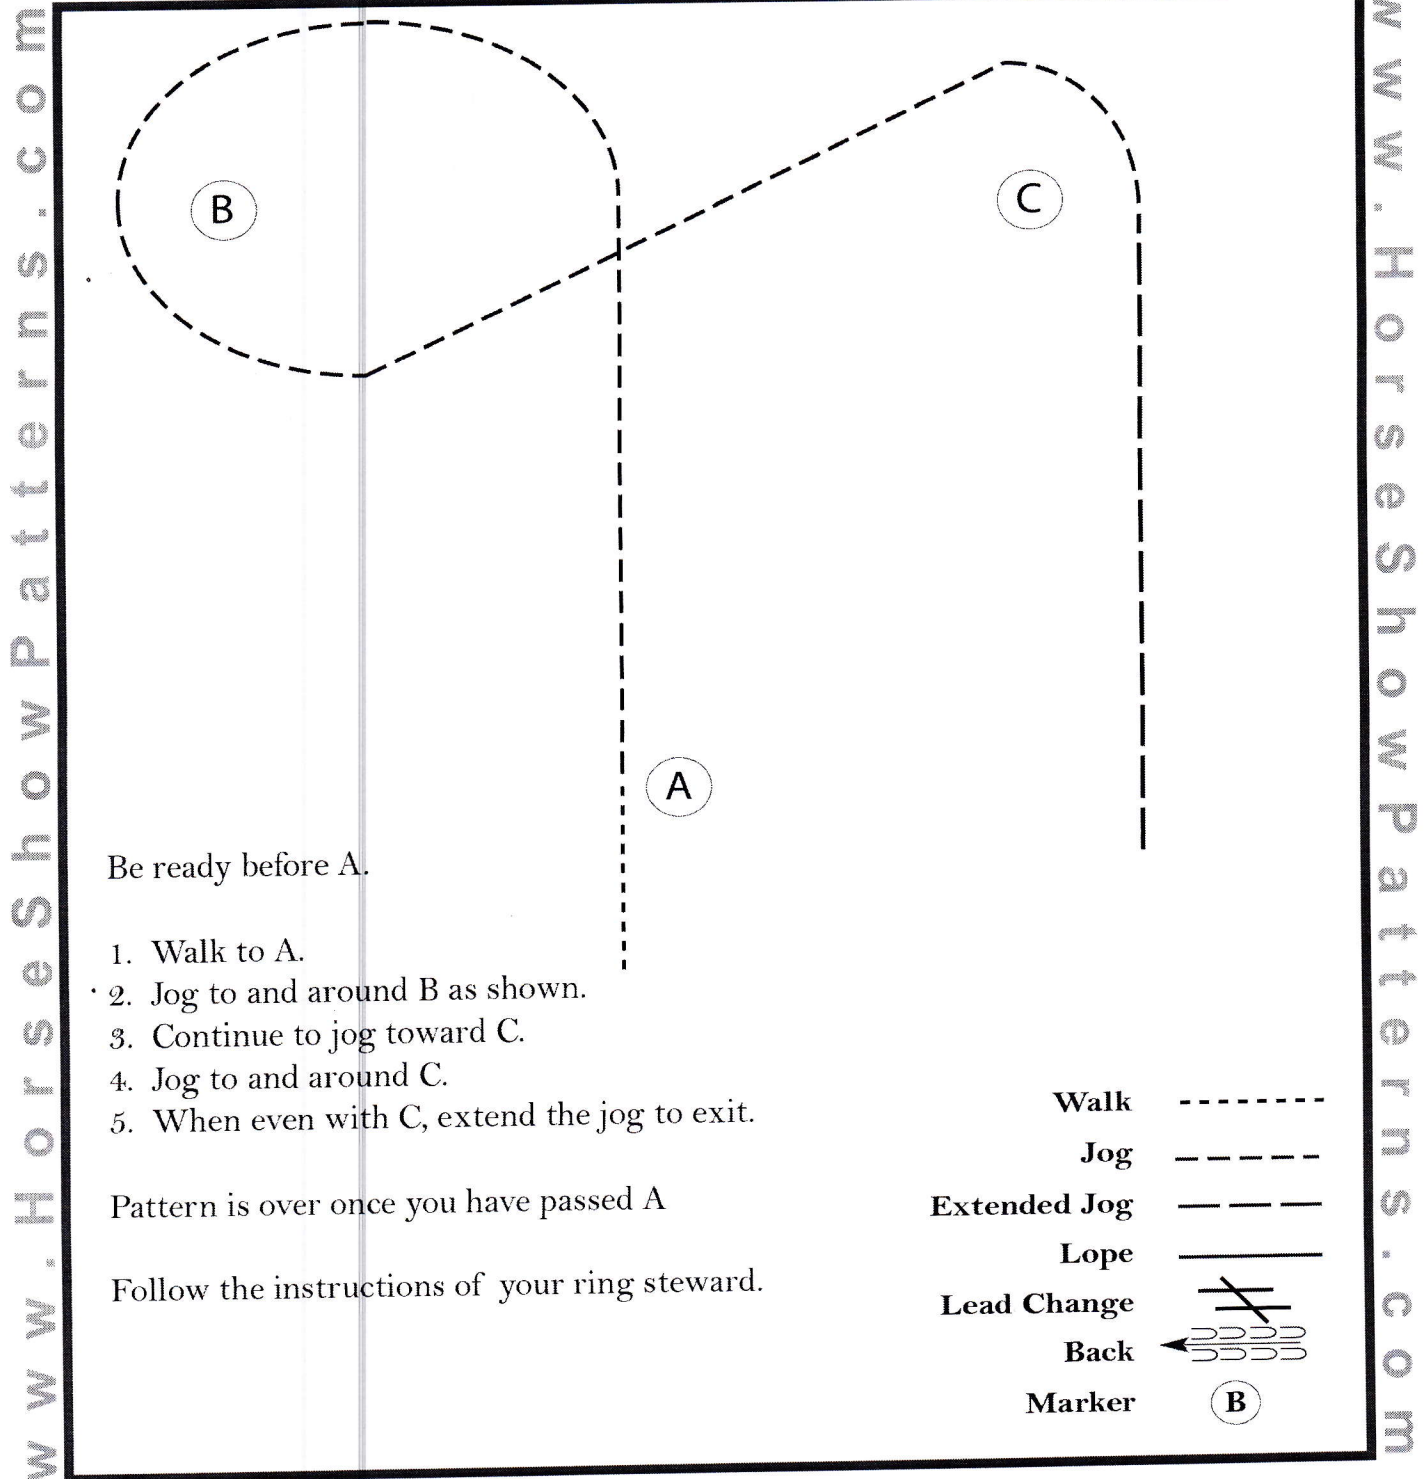 www.HorseShowPatterns.com
www.HorseShowPatterns.com
B
C
A
Be ready before A.
1. Walk to A.
2. Jog to and around B as shown.
3. Continue to jog toward C.
4. Jog to and around C.
5. When even with C, extend the jog to exit.
Pattern is over once you have passed A
Follow the instructions of your ring steward.
Walk
Jog
Extended Jog
Lope
Lead Change
Back
Marker B